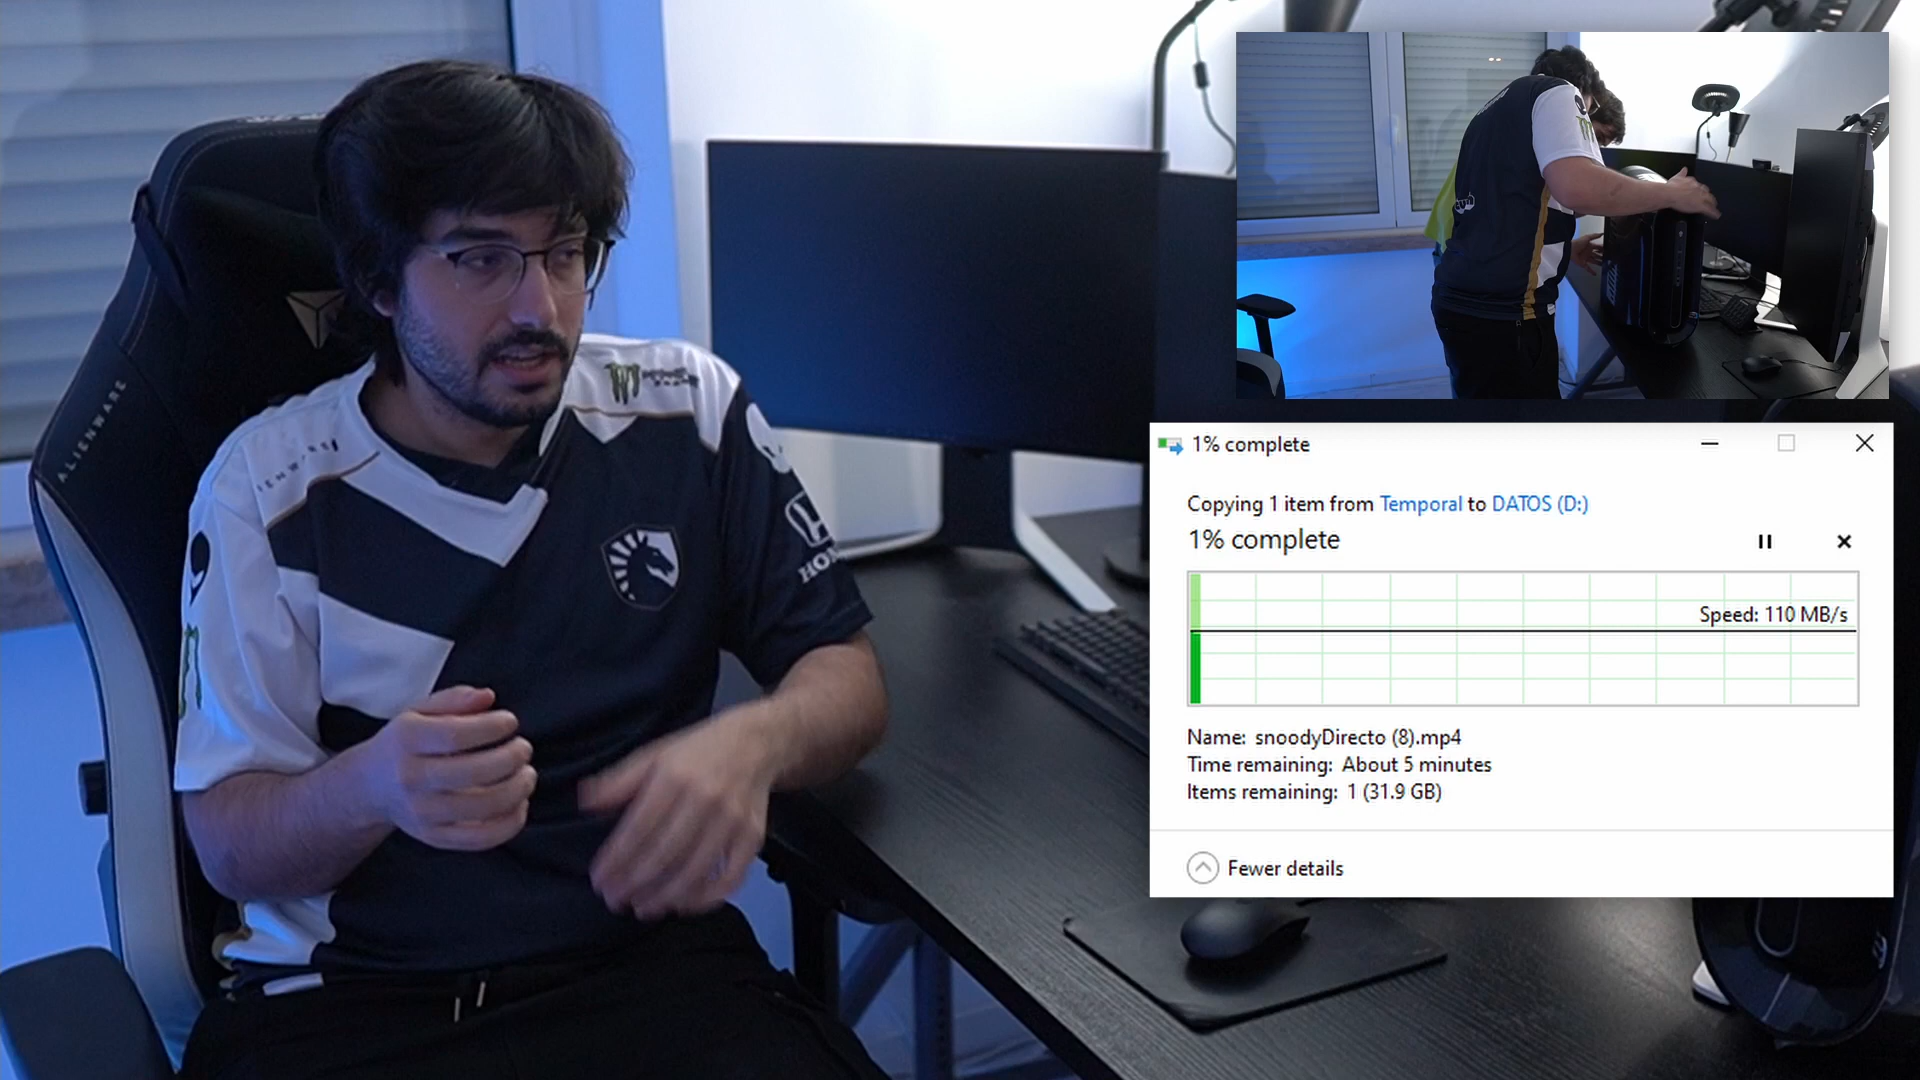 ALIENWARE
HON
1% complete
Copying 1 item from Temporal to DATOS (D:)
1% complete
Speed: 110 MB/s
Name: snoodyDirecto (8).mp4
Time remaining: About 5 minutes
Items remaining: 1 (31.9 GB)
Fewer details